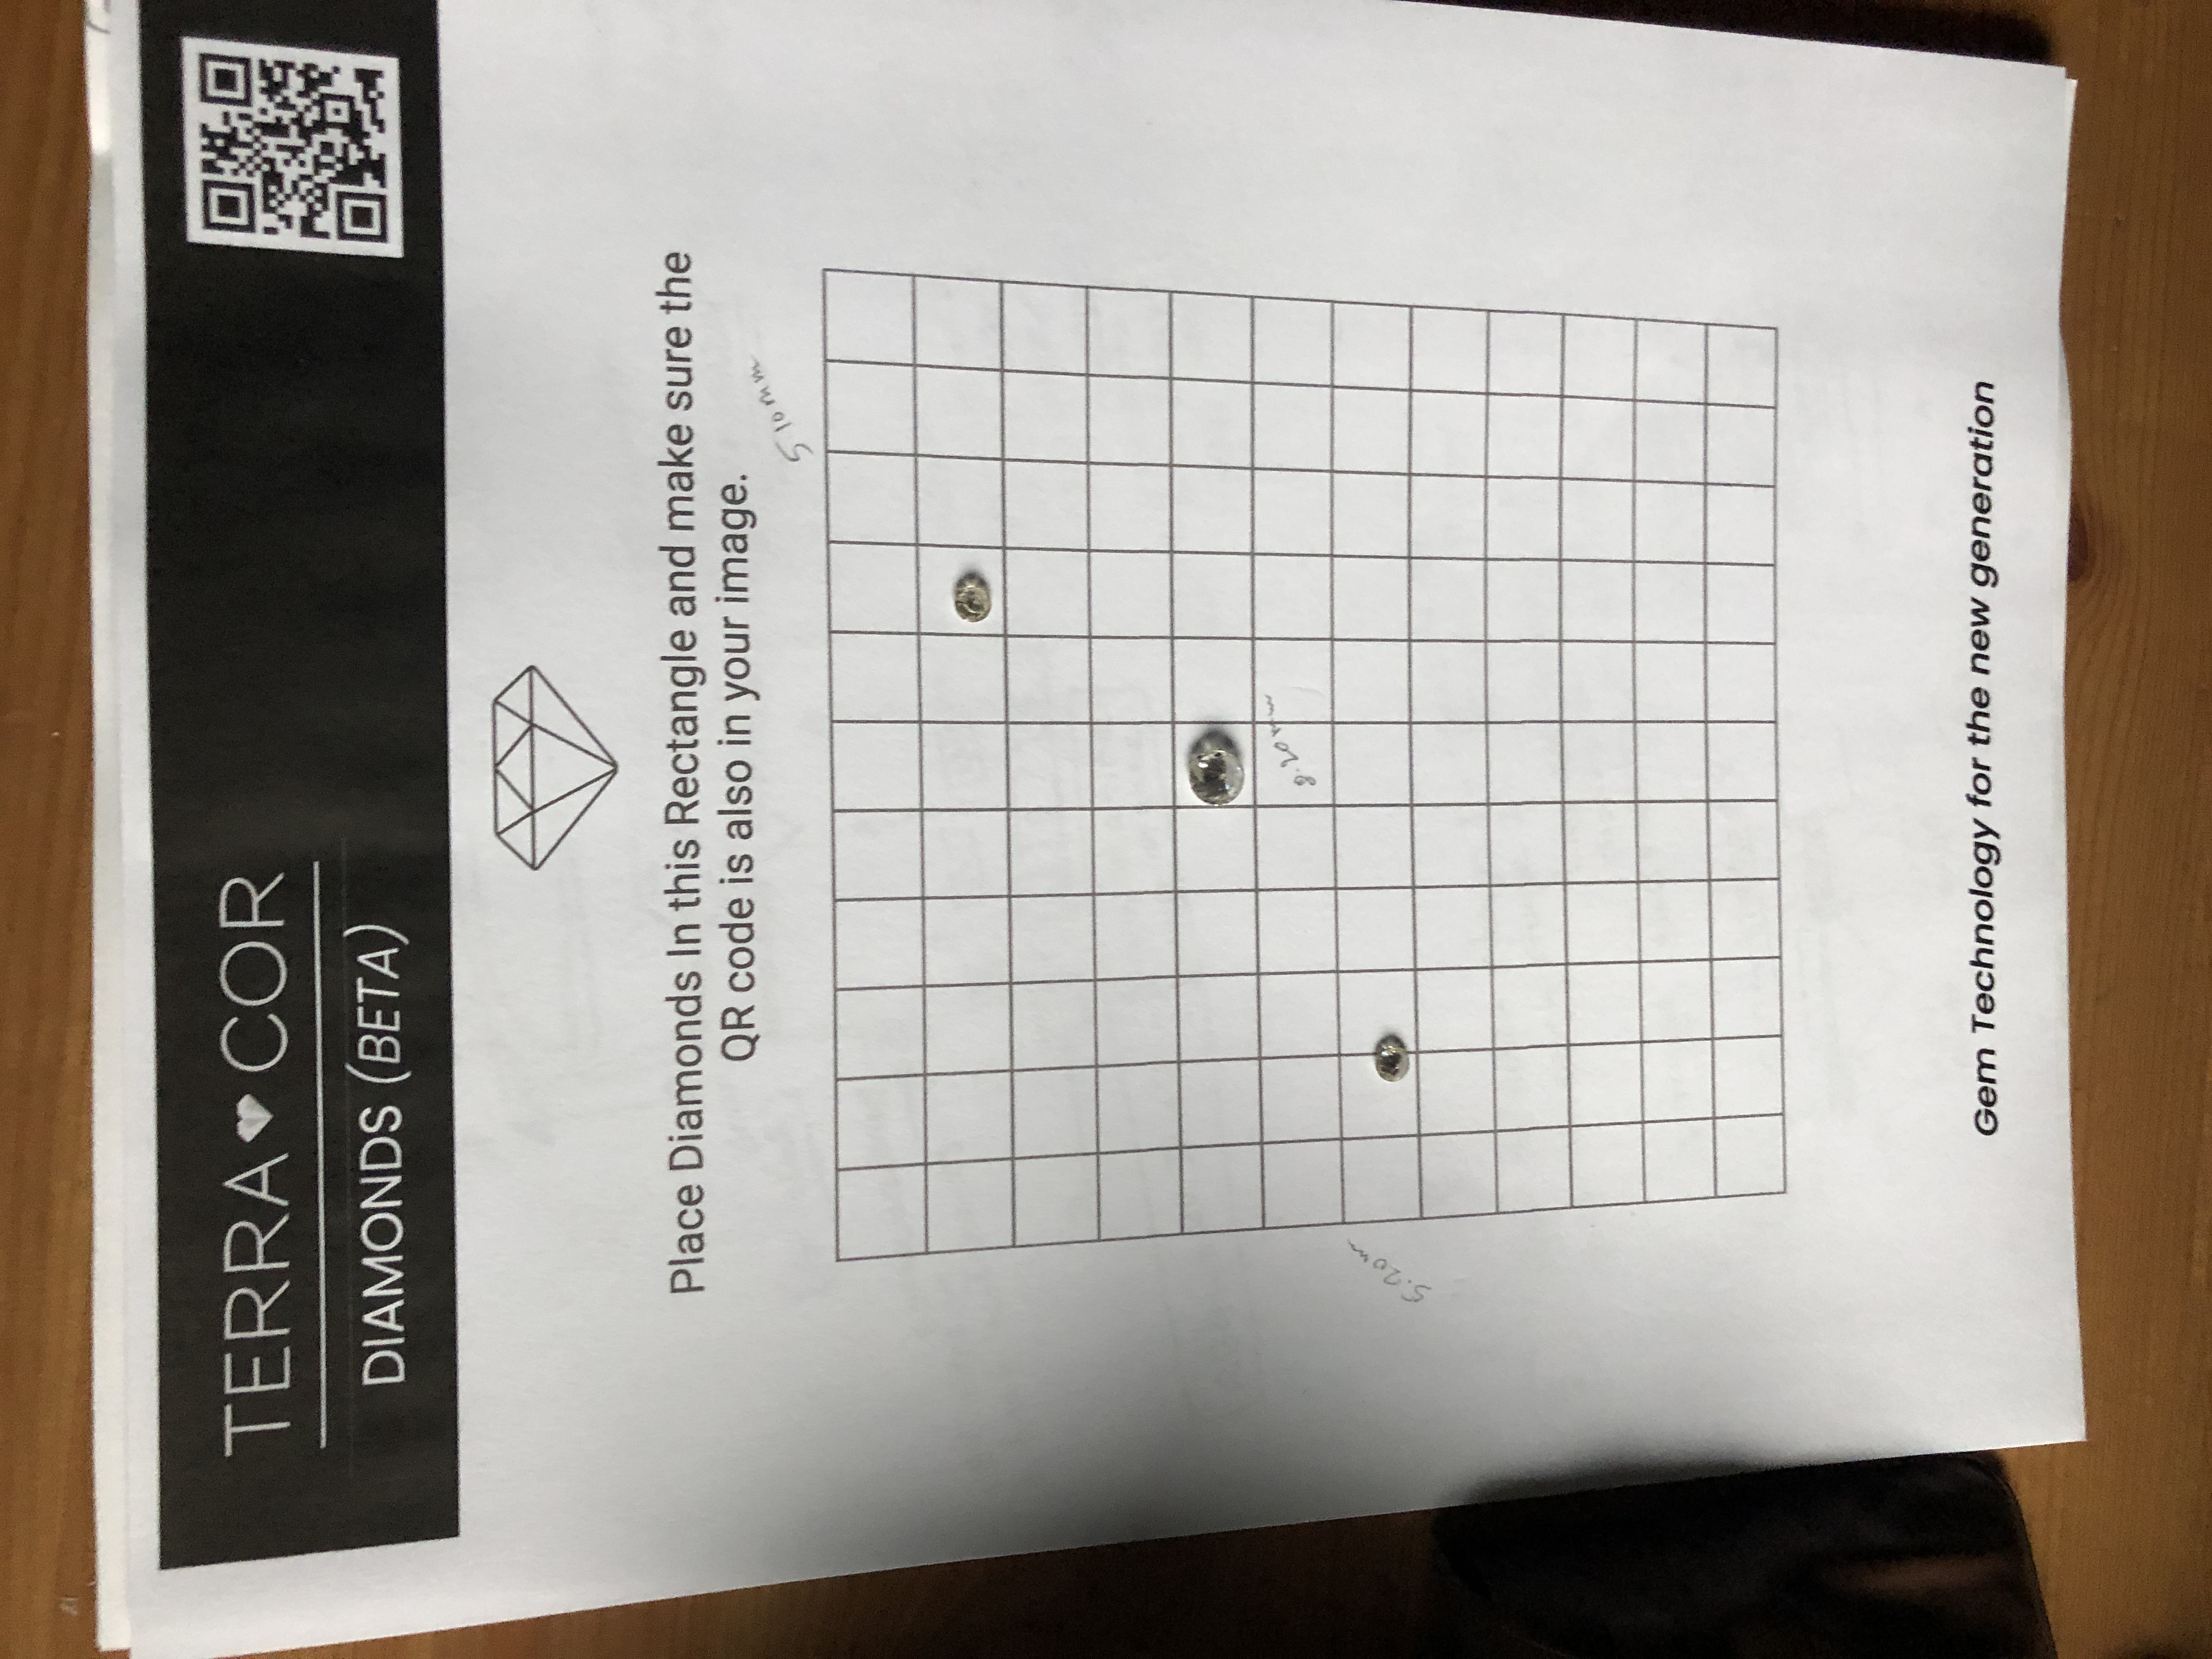 TERRA COR
DIAMONDS (BETA)
Place Diamonds In this Rectangle and make sure the
QR code is also in your image.
5 10mm
8.20mm
5.20m
Gem Technology for the new generation